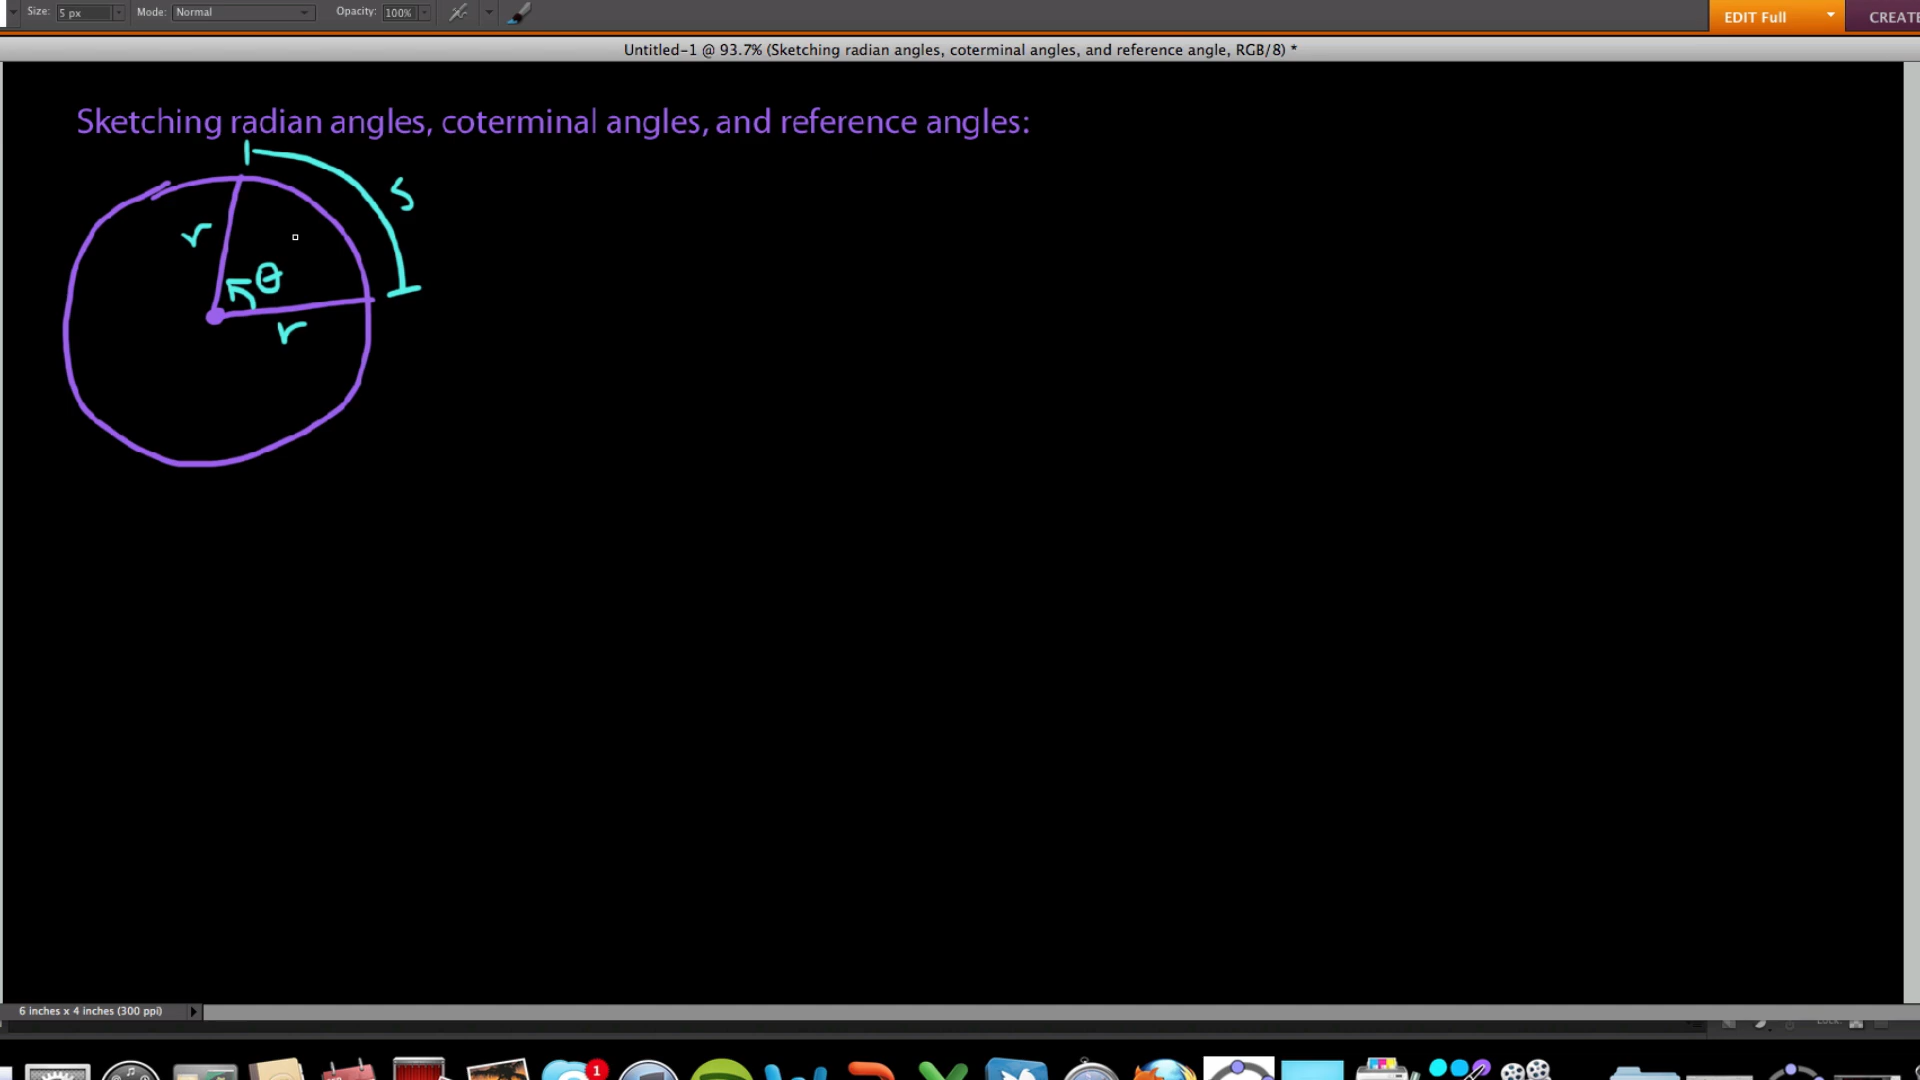 Size: 5 px Mode: Normal Opacity: 100% EDIT Full CREATE
Untitled-1 @ 93.7% (Sketching radian angles, coterminal angles, and reference angle, RGB/8) *
Sketching radian angles, coterminal angles, and reference angles:
s
r
θ
r
6 inches x 4 inches (300 ppi)
Lock:
1